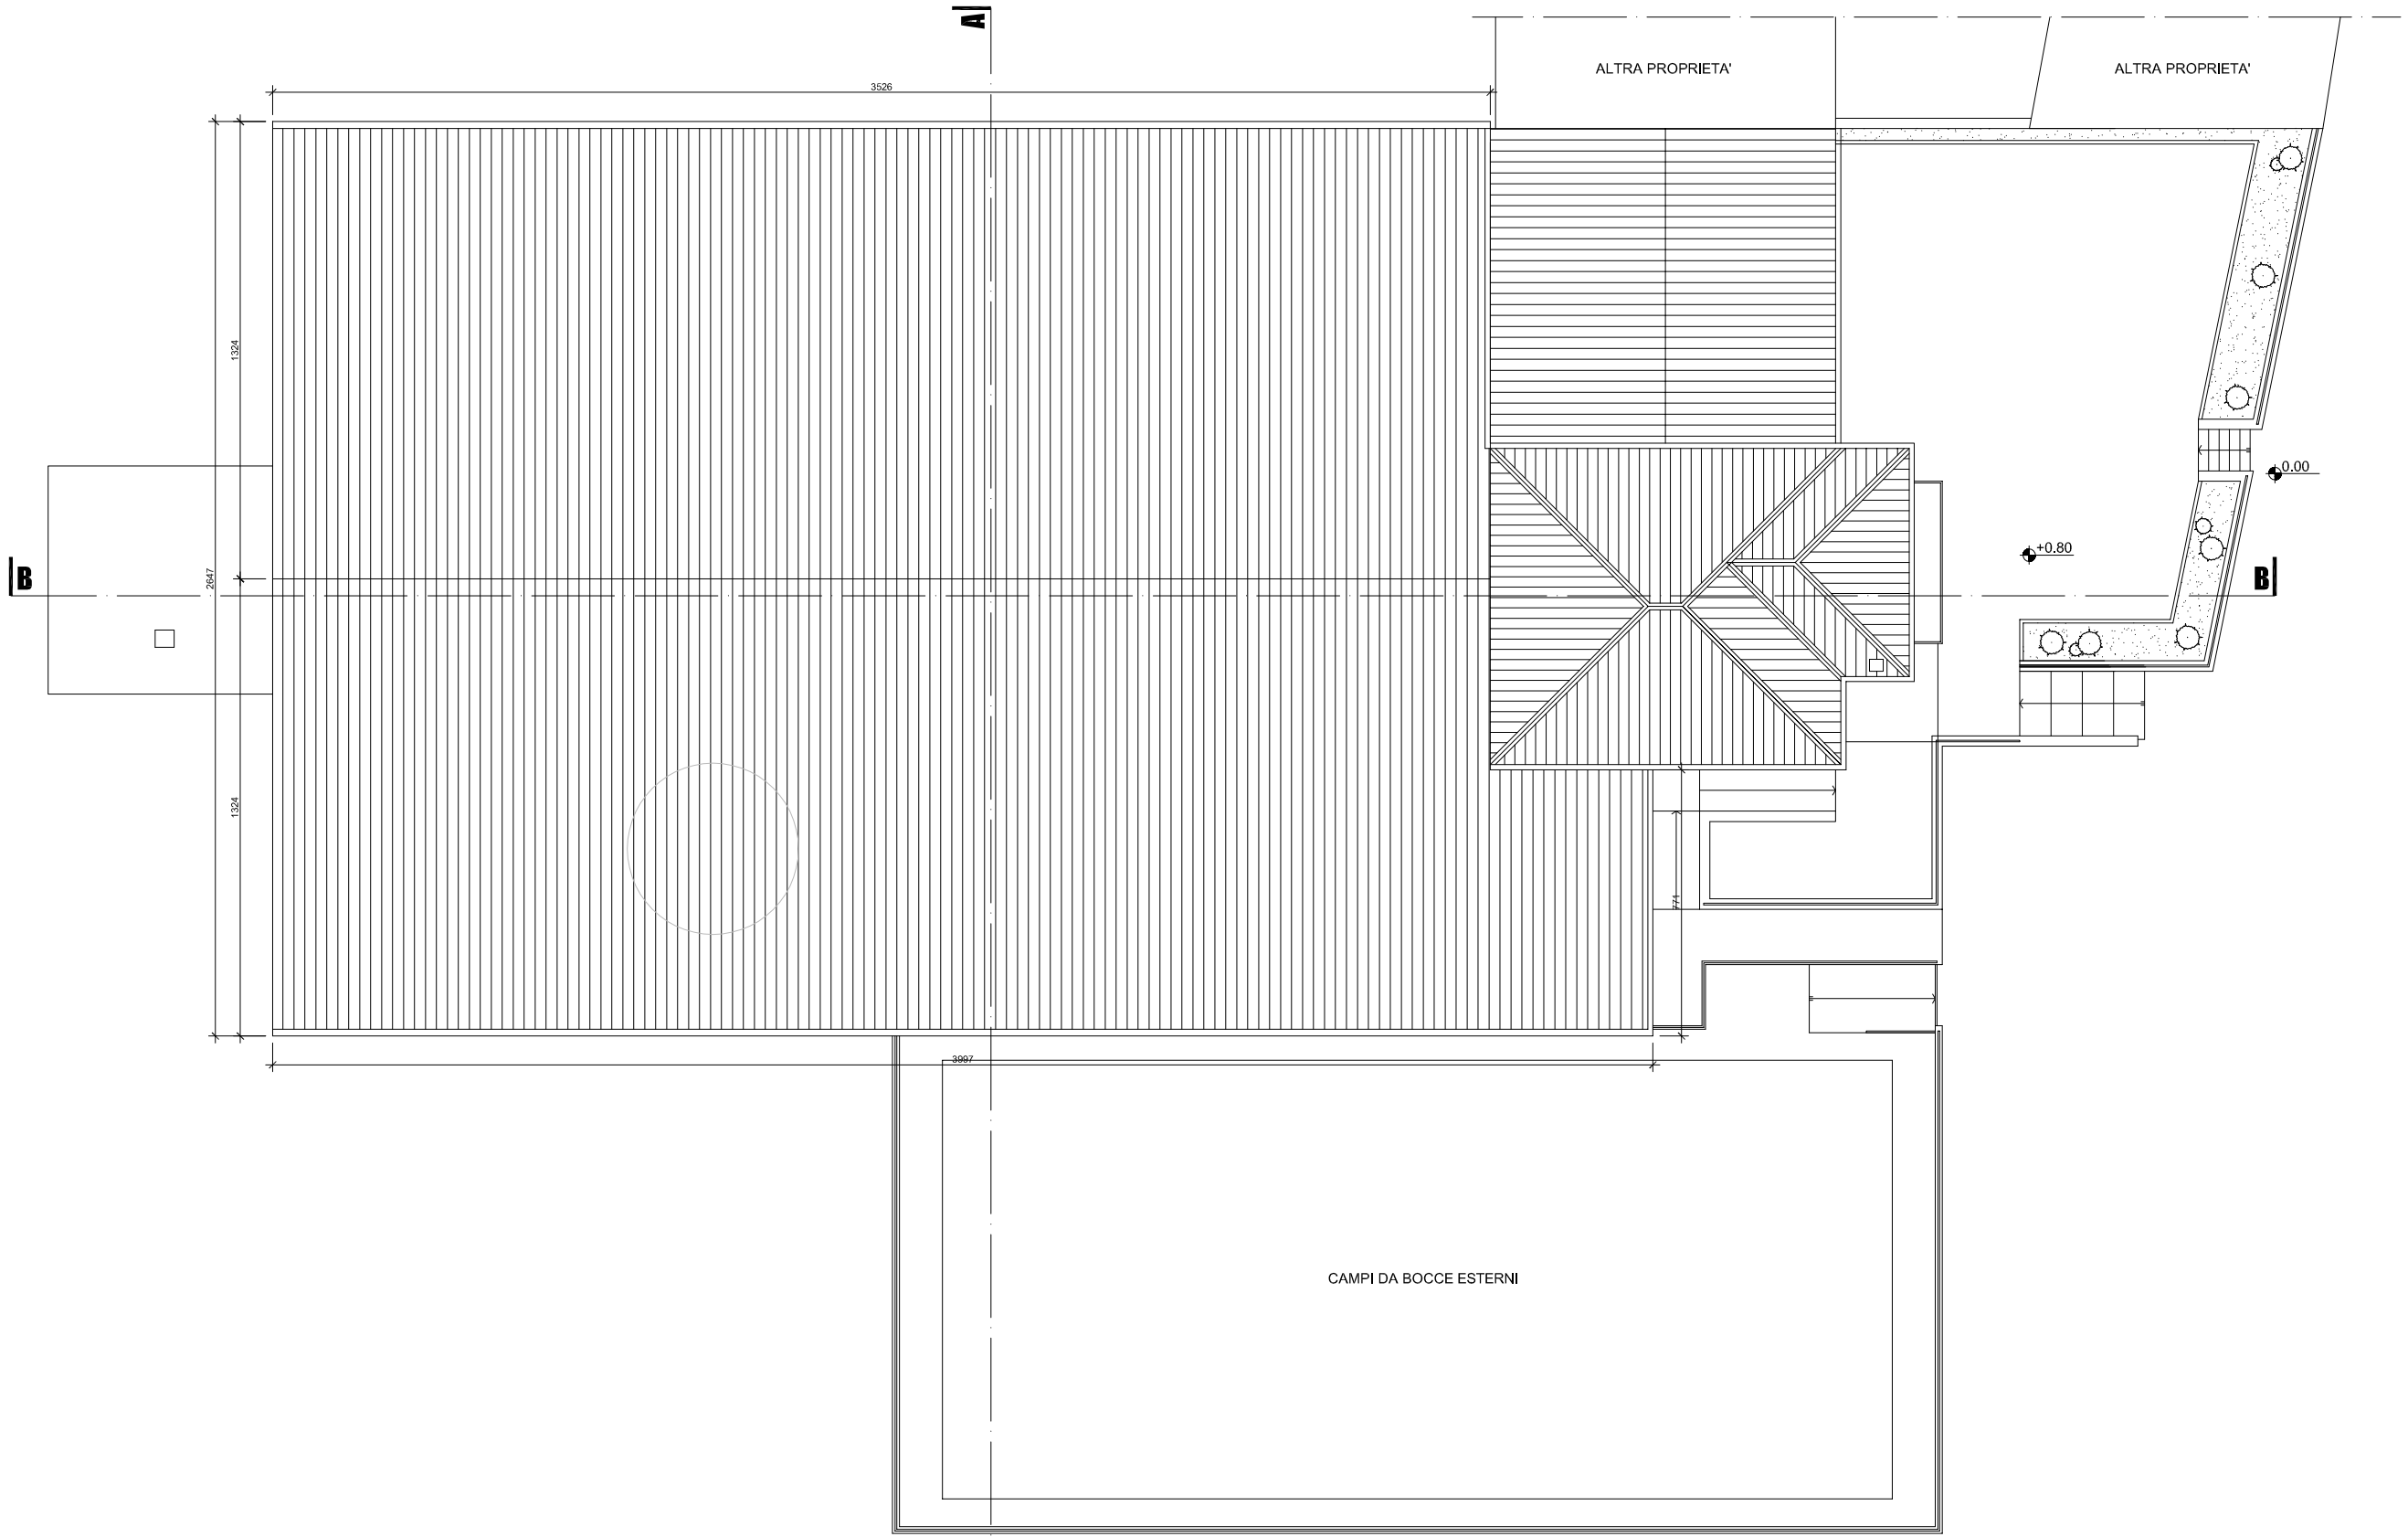 A
ALTRA PROPRIETA'
ALTRA PROPRIETA'
3526
1324
0.00
+0.80
2647
B
B
1324
771
3997
CAMPI DA BOCCE ESTERNI